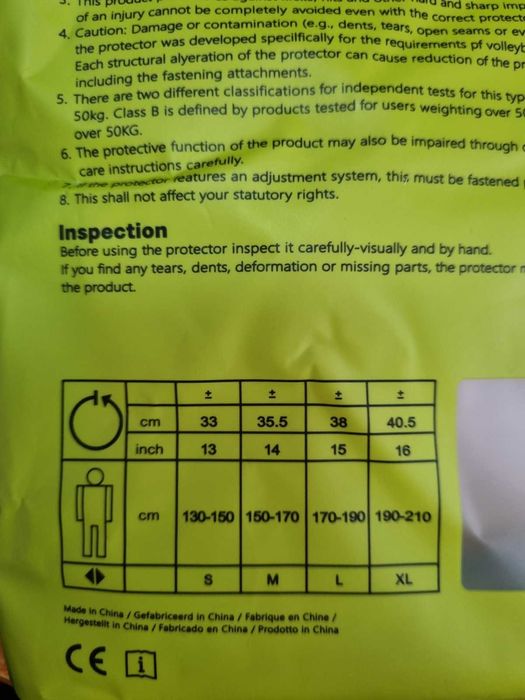 of an injury cannot be completely avoided even with the correct protect
4. Caution: Damage or contamination (e.g., dents, tears, open seams or ev
the protector was developed specilfically for the requirements pf volleyb
Each structural alyeration of the protector can cause reduction of the pr
including the fastening attachments.
5. There are two different classifications for independent tests for this typ
50kg. Class B is defined by products tested for users weighting over 5
over 50KG.
6. The protective function of the product may also be impaired through
care instructions carefully.
7. If the protector features an adjustment system, this, must be fastened
8. This shall not affect your statutory rights.
Inspection
Before using the protector inspect it carefully-visually and by hand.
If you find any tears, dents, deformation or missing parts, the protector
the product.
± ± ± ±
cm 33 35.5 38 40.5
inch 13 14 15 16
cm 130-150 150-170 170-190 190-210
S M L XL
Made in China / Gefabriceerd in China / Fabrique en Chine /
Hergestellt in China / Fabricado en China / Prodotto in China
CE i